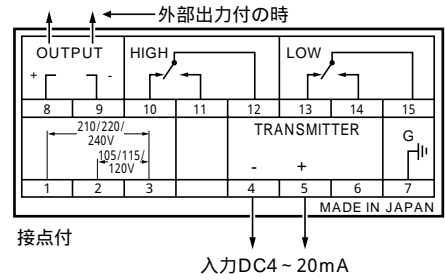 外部出力付の時
OUTPUT HIGH LOW
+ -
8 9 10 11 12 13 14 15
210/220/
240V
105/115/
120V
TRANSMITTER
- +
G
1 2 3 4 5 6 7
MADE IN JAPAN
接点付
入力DC4~20mA